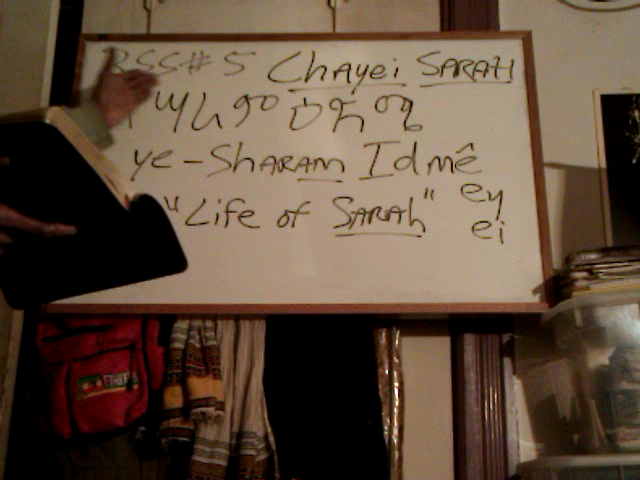 RSS# 5 Chayei SARAH
የሣራም ዕድሜ
ye-Sharam Idmê
"Life of Sarah" ey
ei